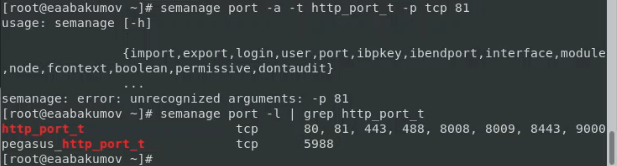 [root@eaabakumov ~]# semanage port -a -t http_port_t -p tcp 81
usage: semanage [-h]
{import,export,login,user,port,ibpkey,ibendport,interface,module
,node,fcontext,boolean,permissive,dontaudit}
...
semanage: error: unrecognized arguments: -p 81
[root@eaabakumov ~]# semanage port -l | grep http_port_t
http_port_t tcp 80, 81, 443, 488, 8008, 8009, 8443, 9000
pegasus_http_port_t tcp 5988
[root@eaabakumov ~]#